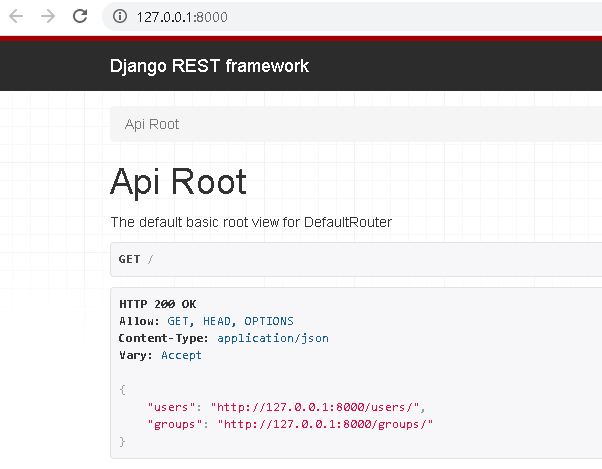 127.0.0.1:8000
Django REST framework
Api Root
Api Root
The default basic root view for DefaultRouter
GET /
HTTP 200 OK
Allow: GET, HEAD, OPTIONS
Content-Type: application/json
Vary: Accept
{
    "users": "http://127.0.0.1:8000/users/",
    "groups": "http://127.0.0.1:8000/groups/"
}